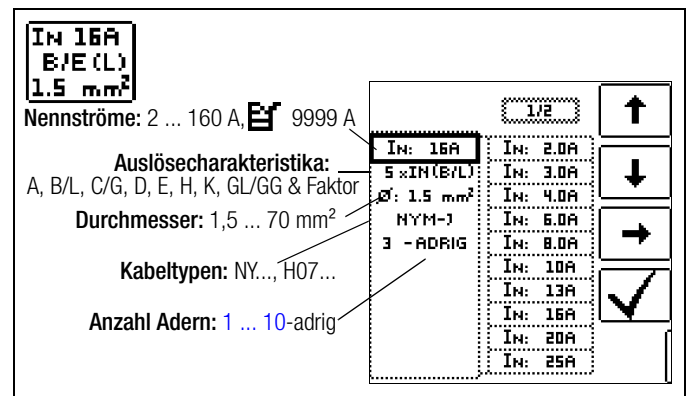 IN 16A
B/E(L)
1.5 mm²
Nennströme: 2 ... 160 A, 9999 A
Auslösecharakteristika:
A, B/L, C/G, D, E, H, K, GL/GG & Faktor
Durchmesser: 1,5 ... 70 mm²
Kabeltypen: NY..., H07...
Anzahl Adern: 1 ... 10-adrig
IN: 16A
5 xIN(B/L)
Ø: 1.5 mm²
NYM-J
3 -ADRIG
1/2
IN: 2.0A
IN: 3.0A
IN: 4.0A
IN: 6.0A
IN: 8.0A
IN: 10A
IN: 13A
IN: 16A
IN: 20A
IN: 25A